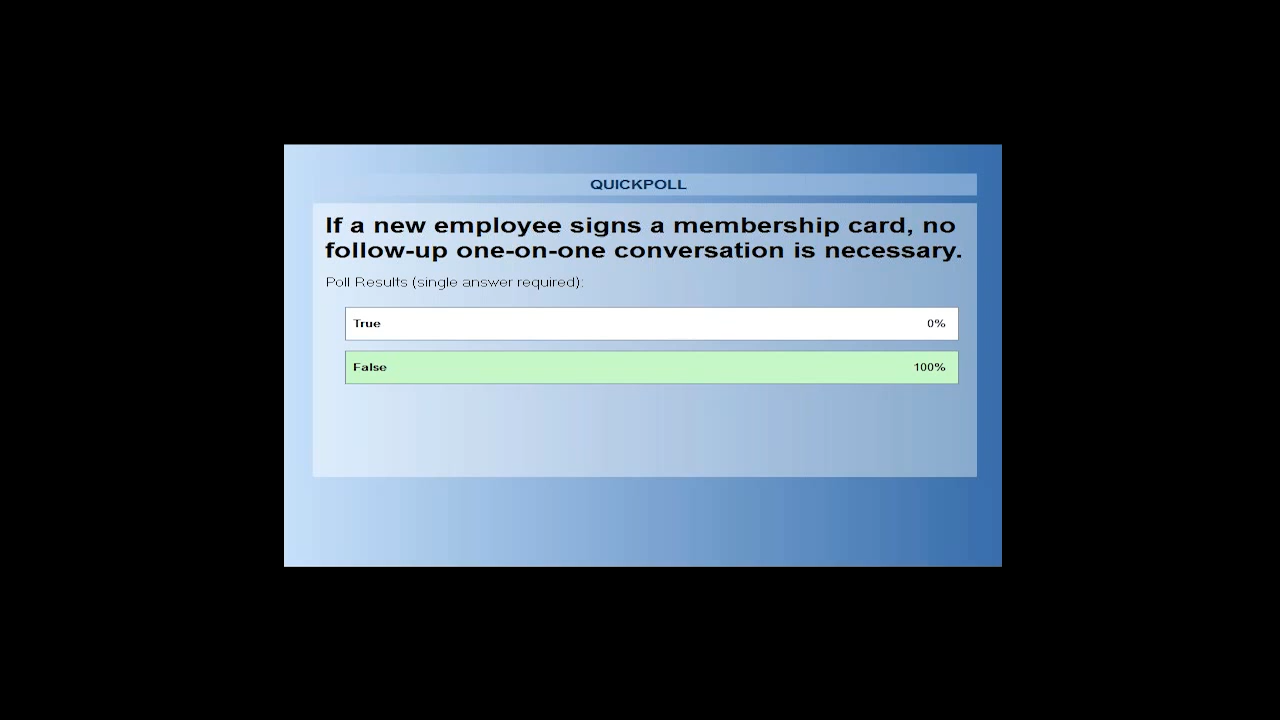 QUICKPOLL
If a new employee signs a membership card, no
follow-up one-on-one conversation is necessary.
Poll Results (single answer required):
True 0%
False 100%